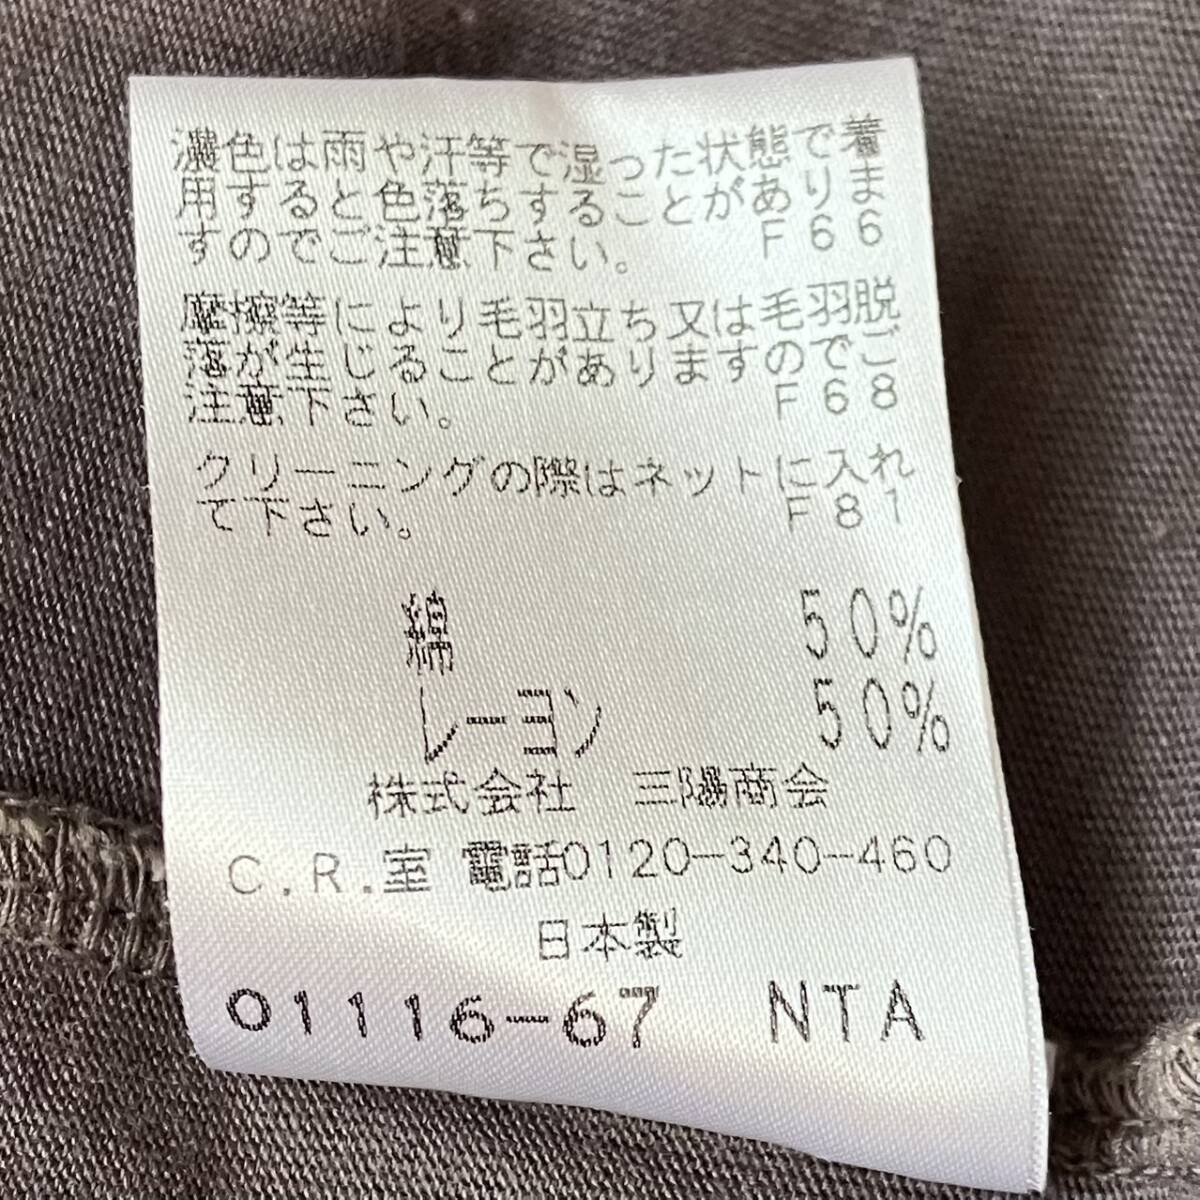 濃色は雨や汗等で湿った状態で着
用すると色落ちすることがありま
すのでご注意下さい。 F66
摩擦等により毛羽立ち又は毛羽脱
落が生じることがありますのでご
注意下さい。 F68
クリーニングの際はネットに入れ
て下さい。 F81
綿 50%
レーヨン 50%
株式会社 三陽商会
C.R.室 電話0120-340-460
日本製
01116-67 NTA